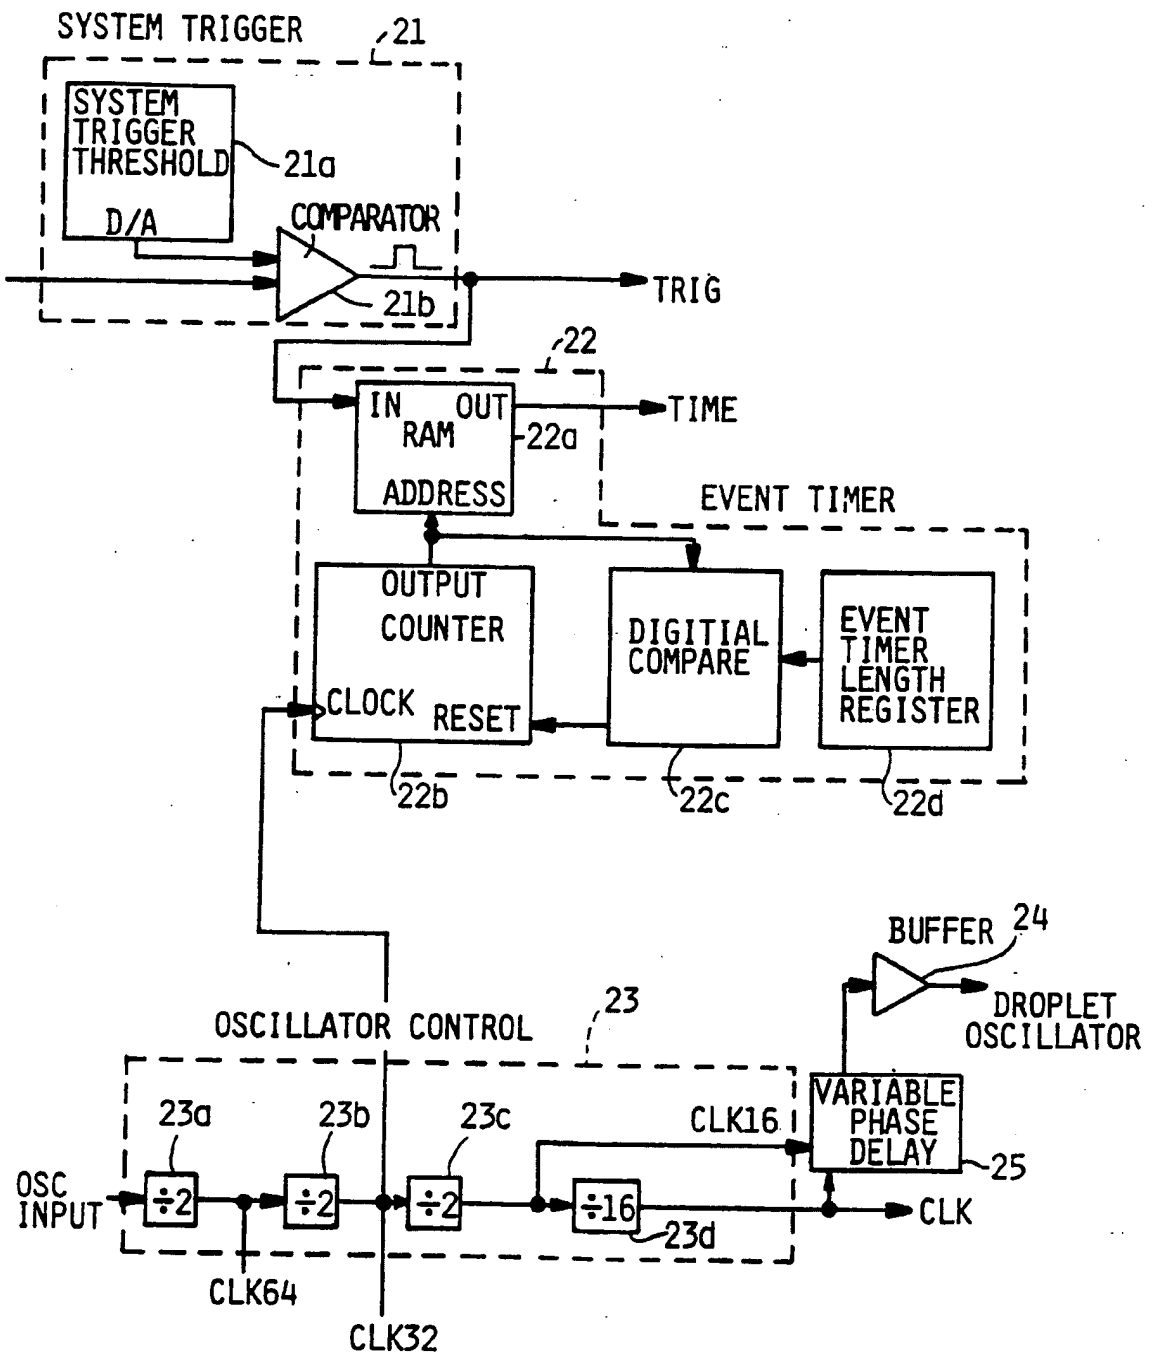 SYSTEM TRIGGER
21
SYSTEM
TRIGGER
THRESHOLD
21a
D/A
COMPARATOR
21b
TRIG
22
IN OUT
RAM
TIME
22a
ADDRESS
EVENT TIMER
OUTPUT
COUNTER
CLOCK
RESET
22b
DIGITIAL
COMPARE
22c
EVENT
TIMER
LENGTH
REGISTER
22d
BUFFER
24
DROPLET
OSCILLATOR
OSCILLATOR CONTROL
23
VARIABLE
PHASE
DELAY
25
23a
23b
23c
CLK16
OSC
INPUT
÷2
÷2
÷2
÷16
23d
CLK
CLK64
CLK32